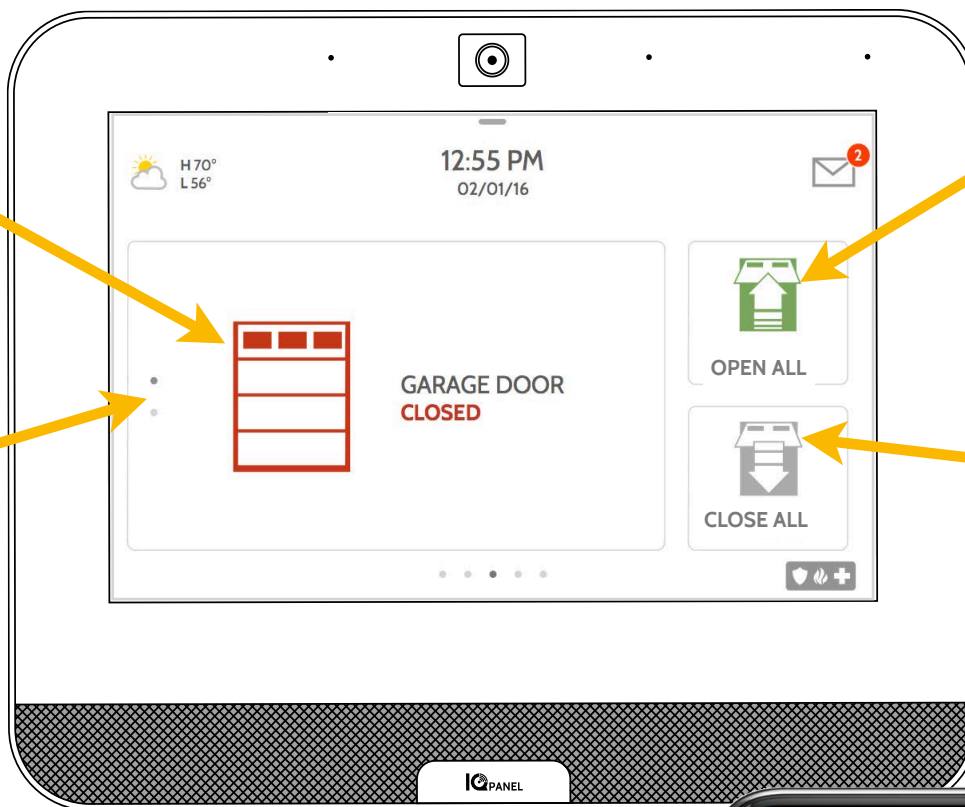 H 70°
L 56°
12:55 PM
02/01/16
2
GARAGE DOOR
CLOSED
OPEN ALL
CLOSE ALL
IQ PANEL